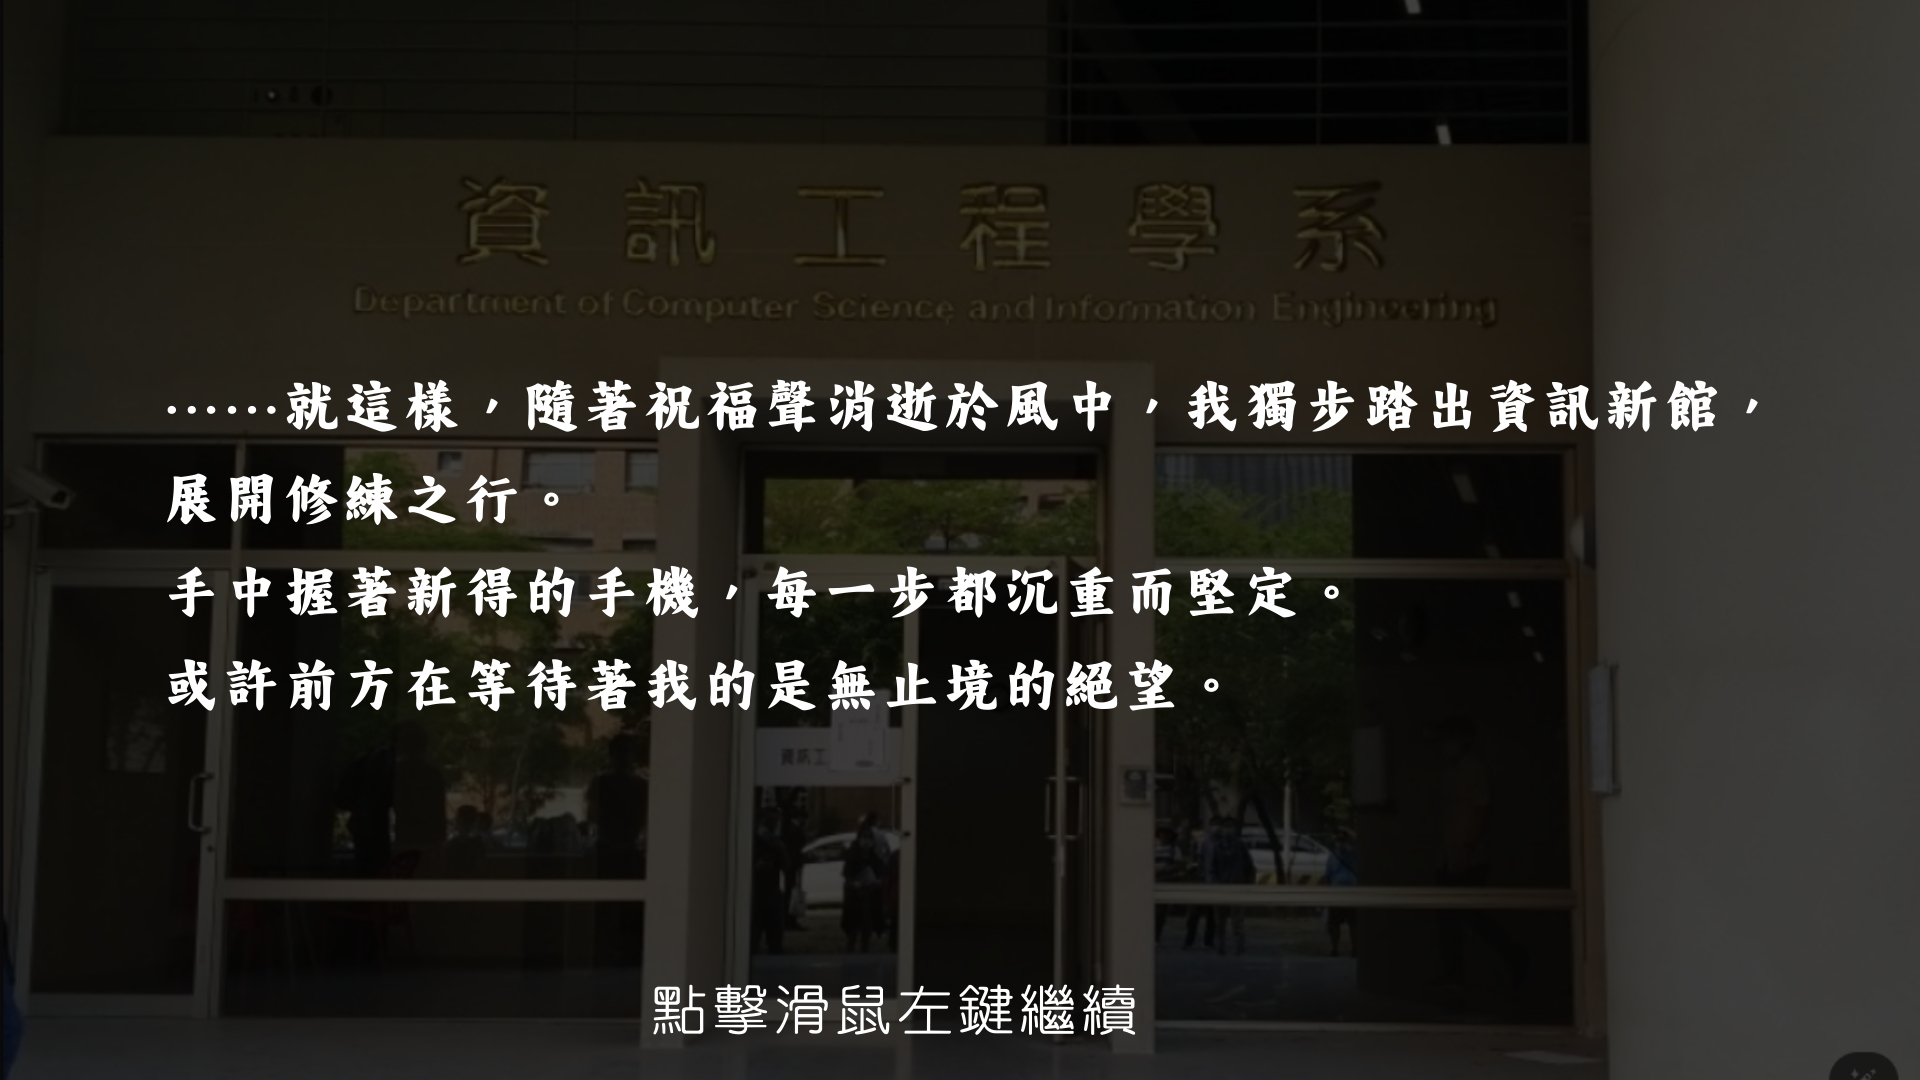 資訊工程學系
Department of Computer Science and Information Engineering
……就這樣，隨著祝福聲消逝於風中，我獨步踏出資訊新館，
展開修練之行。
手中握著新得的手機，每一步都沉重而堅定。
或許前方在等待著我的是無止境的絕望。
資訊工
點擊滑鼠左鍵繼續